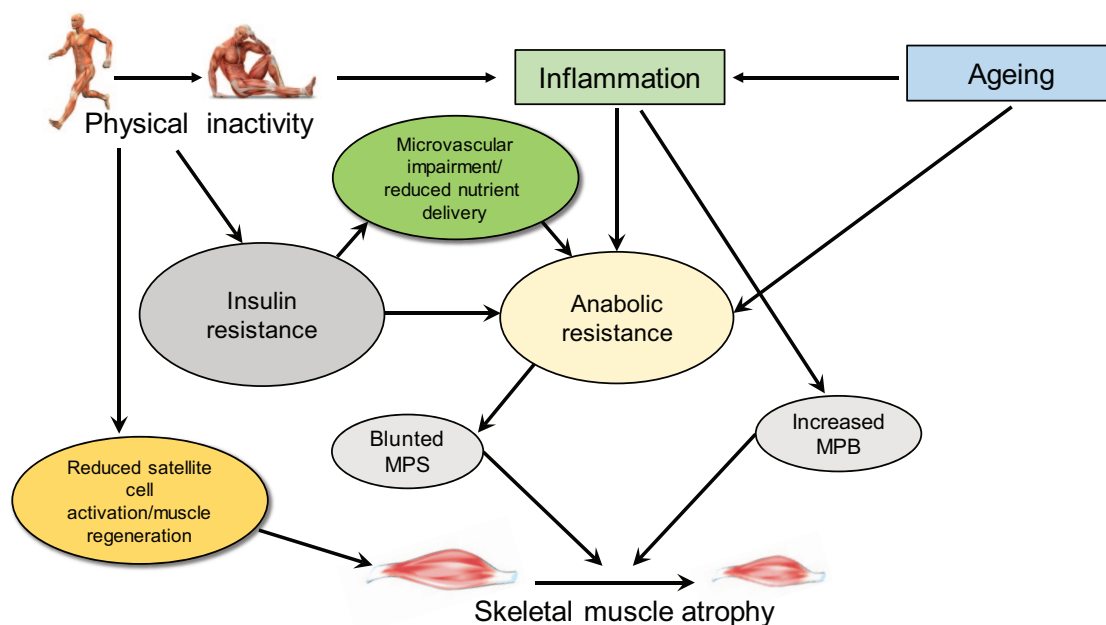 Inflammation
Ageing
Physical inactivity
Microvascular
impairment/
reduced nutrient
delivery
Insulin
resistance
Anabolic
resistance
Blunted
MPS
Increased
MPB
Reduced satellite
cell
activation/muscle
regeneration
Skeletal muscle atrophy